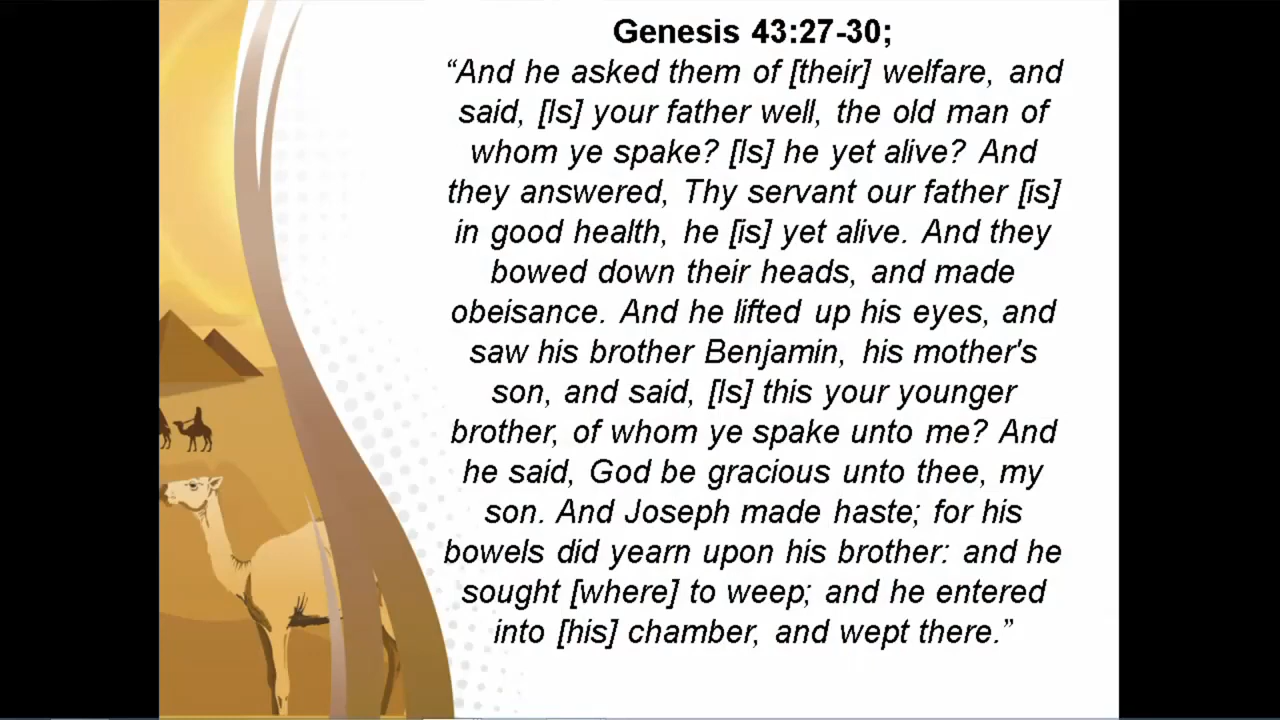 Genesis 43:27-30;
“And he asked them of [their] welfare, and
said, [Is] your father well, the old man of
whom ye spake? [Is] he yet alive? And
they answered, Thy servant our father [is]
in good health, he [is] yet alive. And they
bowed down their heads, and made
obeisance. And he lifted up his eyes, and
saw his brother Benjamin, his mother's
son, and said, [Is] this your younger
brother, of whom ye spake unto me? And
he said, God be gracious unto thee, my
son. And Joseph made haste; for his
bowels did yearn upon his brother: and he
sought [where] to weep; and he entered
into [his] chamber, and wept there.”